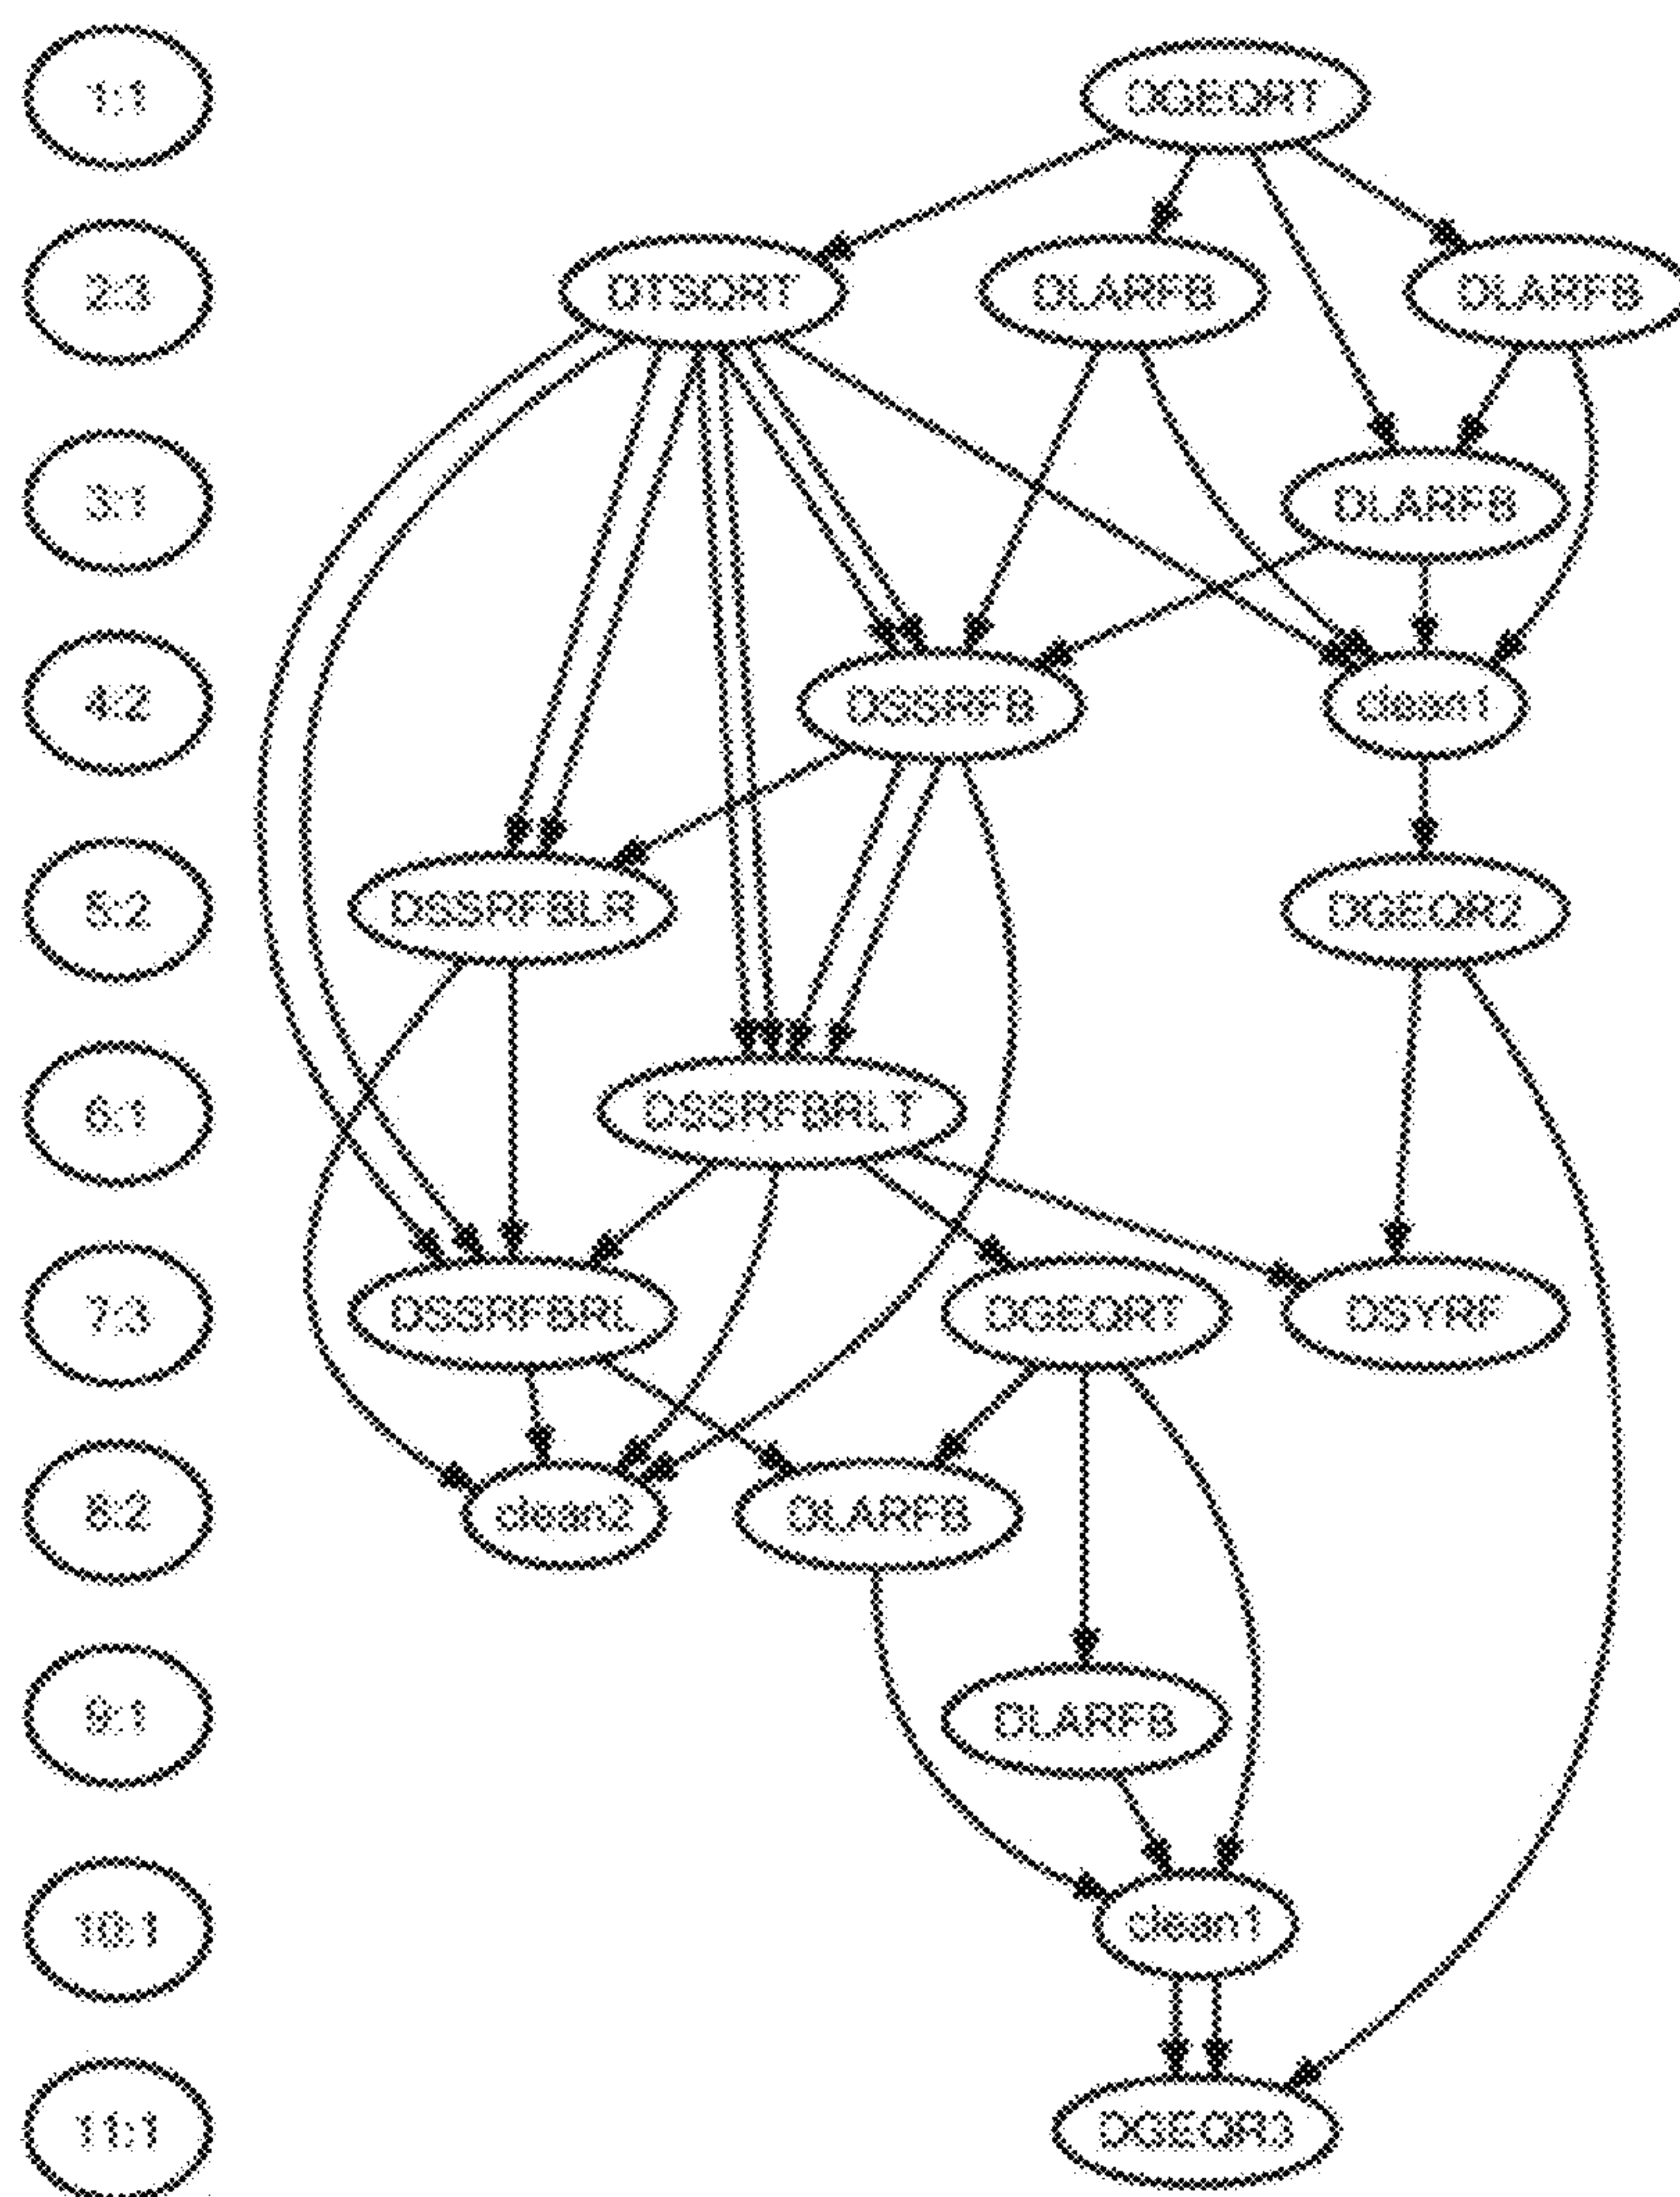 1:1 DGEQRT
2:3 DTSQRT DLARFB DLARFB
3:1 DLARFB
4:2 DSSRFB clean1
5:2 DSSRFBLR DGEQR2
6:1 DSSRFBRLT
7:3 DSSRFBRL DGEQRT DSYRF
8:2 clean2 DLARFB
9:1 DLARFB
10:1 clean1
11:1 DGEQR3